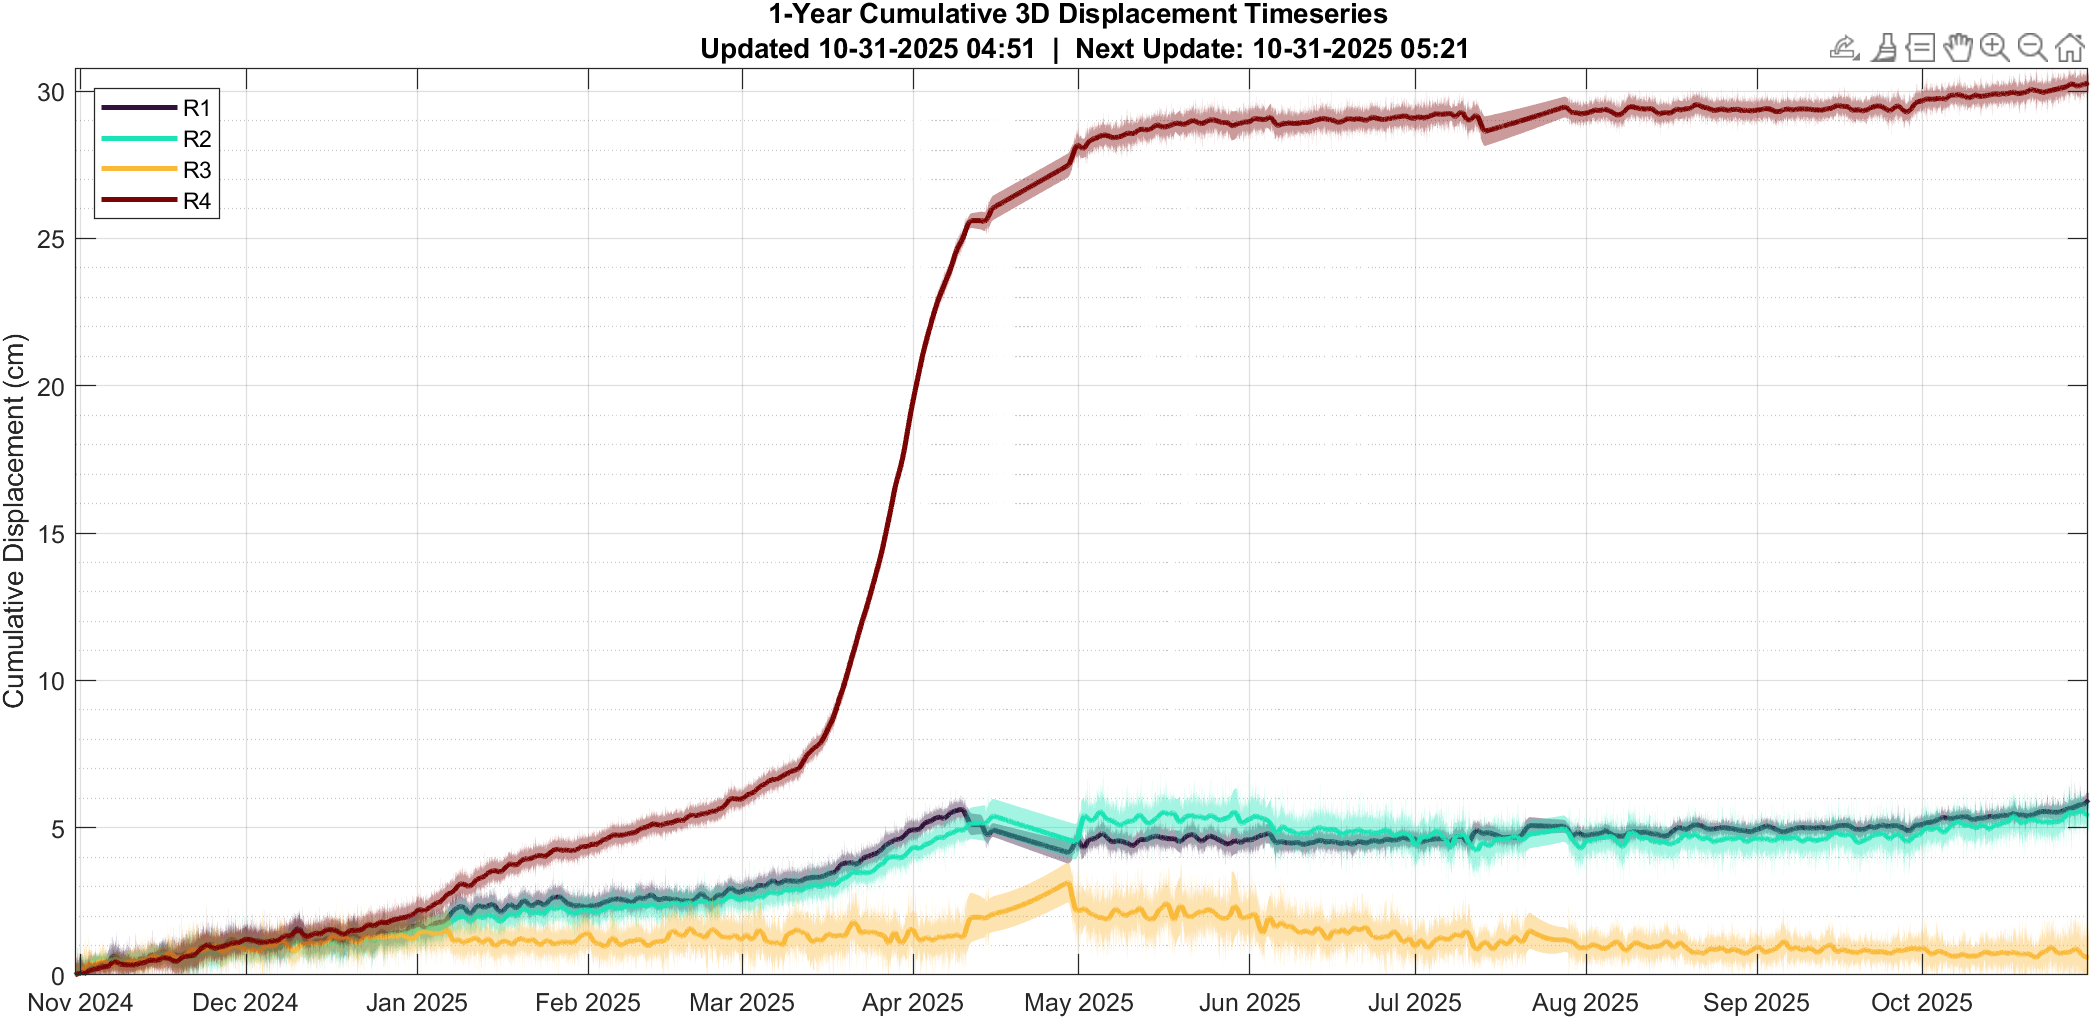 1-Year Cumulative 3D Displacement Timeseries
Updated 10-31-2025 04:51 | Next Update: 10-31-2025 05:21
R1
R2
R3
R4
Cumulative Displacement (cm)
30
25
20
15
10
5
0
Nov 2024 Dec 2024 Jan 2025 Feb 2025 Mar 2025 Apr 2025 May 2025 Jun 2025 Jul 2025 Aug 2025 Sep 2025 Oct 2025